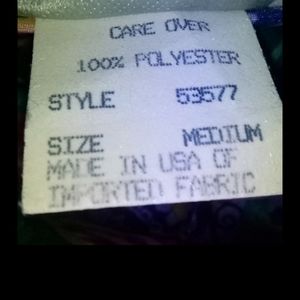 CARE OVER
100% POLYESTER
STYLE 53577
SIZE MEDIUM
MADE IN USA OF
IMPORTED FABRIC